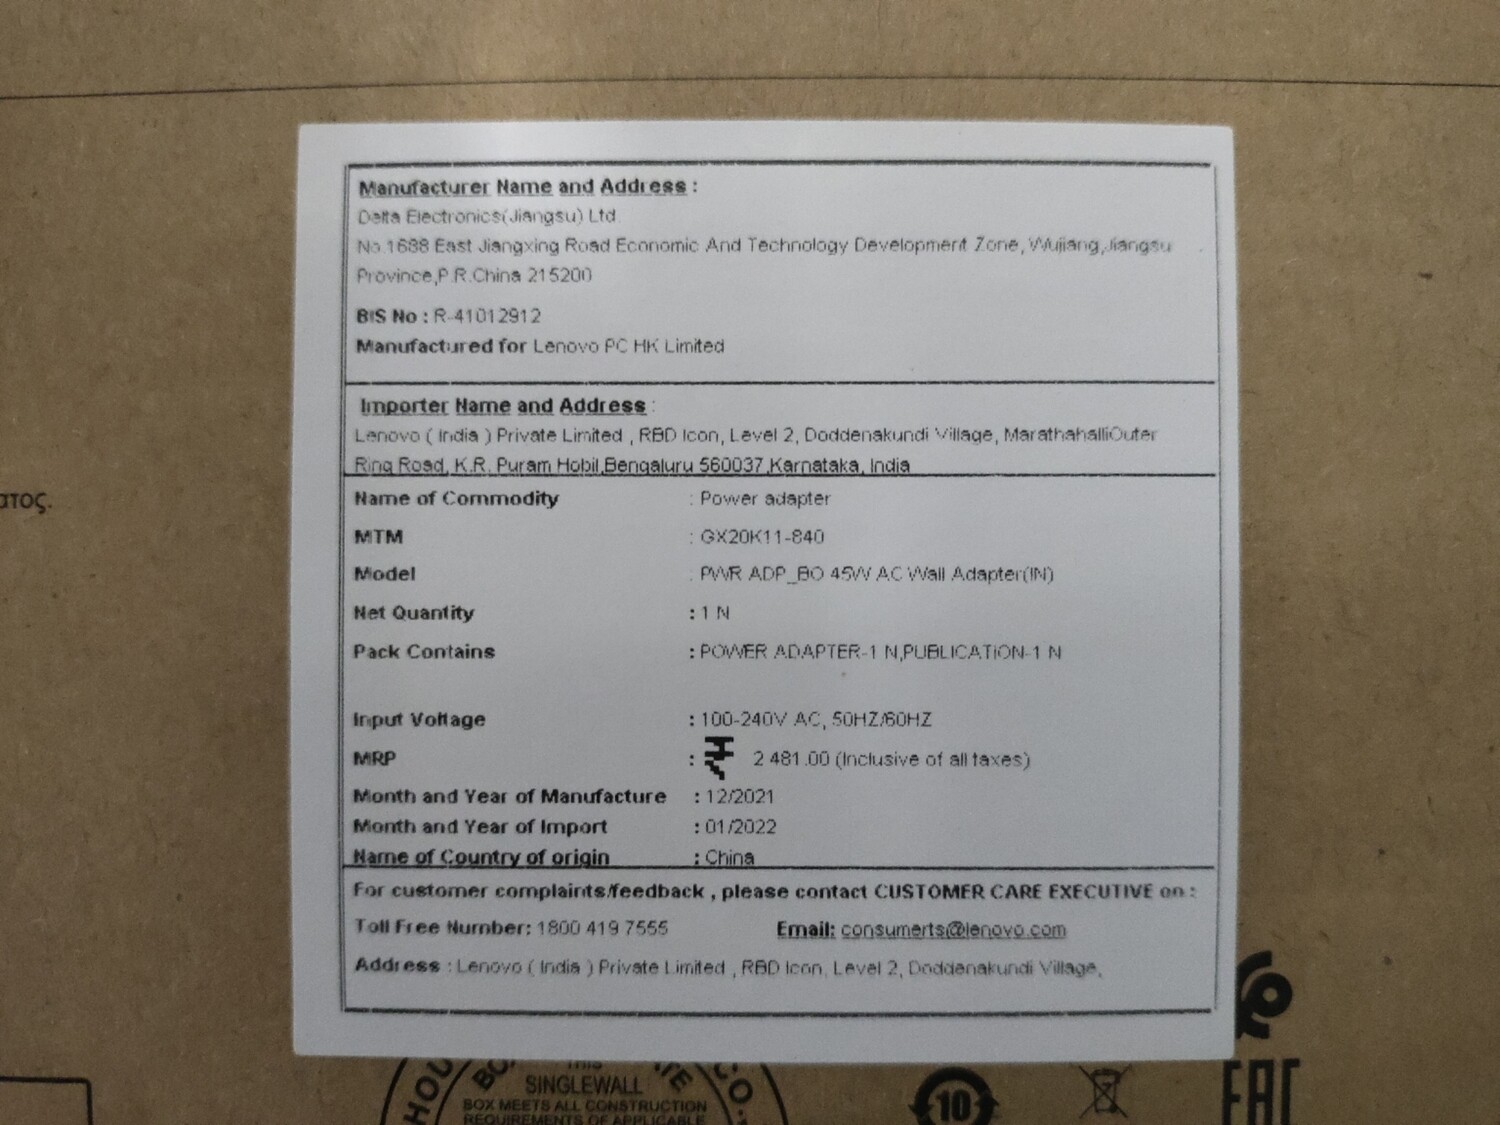 Manufacturer Name and Address :
Delta Electronics(Jiangsu) Ltd
No.1688 East Jiangxing Road Economic And Technology Development Zone, Wujiang,Jiangsu
Province,P.R.China 215200
BIS No : R-41012912
Manufactured for Lenovo PC HK Limited
Importer Name and Address :
Lenovo ( India ) Private Limited , RBD Icon, Level 2, Doddenakundi Village, MarathahalliOuter
Ring Road, K.R. Puram Hobil,Bengaluru 560037,Karnataka, India
Name of Commodity : Power adapter
MTM : GX20K11-840
Model : PWR ADP_BO 45W AC Wall Adapter(IN)
Net Quantity : 1 N
Pack Contains : POWER ADAPTER-1 N,PUBLICATION-1 N
Input Voltage : 100-240V AC, 50HZ/60HZ
MRP : ₹ 2 481.00 (Inclusive of all taxes)
Month and Year of Manufacture : 12/2021
Month and Year of Import : 01/2022
Name of Country of origin : China
For customer complaints/feedback , please contact CUSTOMER CARE EXECUTIVE on :
Toll Free Number: 1800 419 7555 Email: consumerts@lenovo.com
Address : Lenovo ( India ) Private Limited , RBD Icon, Level 2, Doddenakundi Village,
ατος.
THIS
SINGLEWALL
BOX MEETS ALL CONSTRUCTION
REQUIREMENTS OF APPLICABLE
CO.
10
EAC